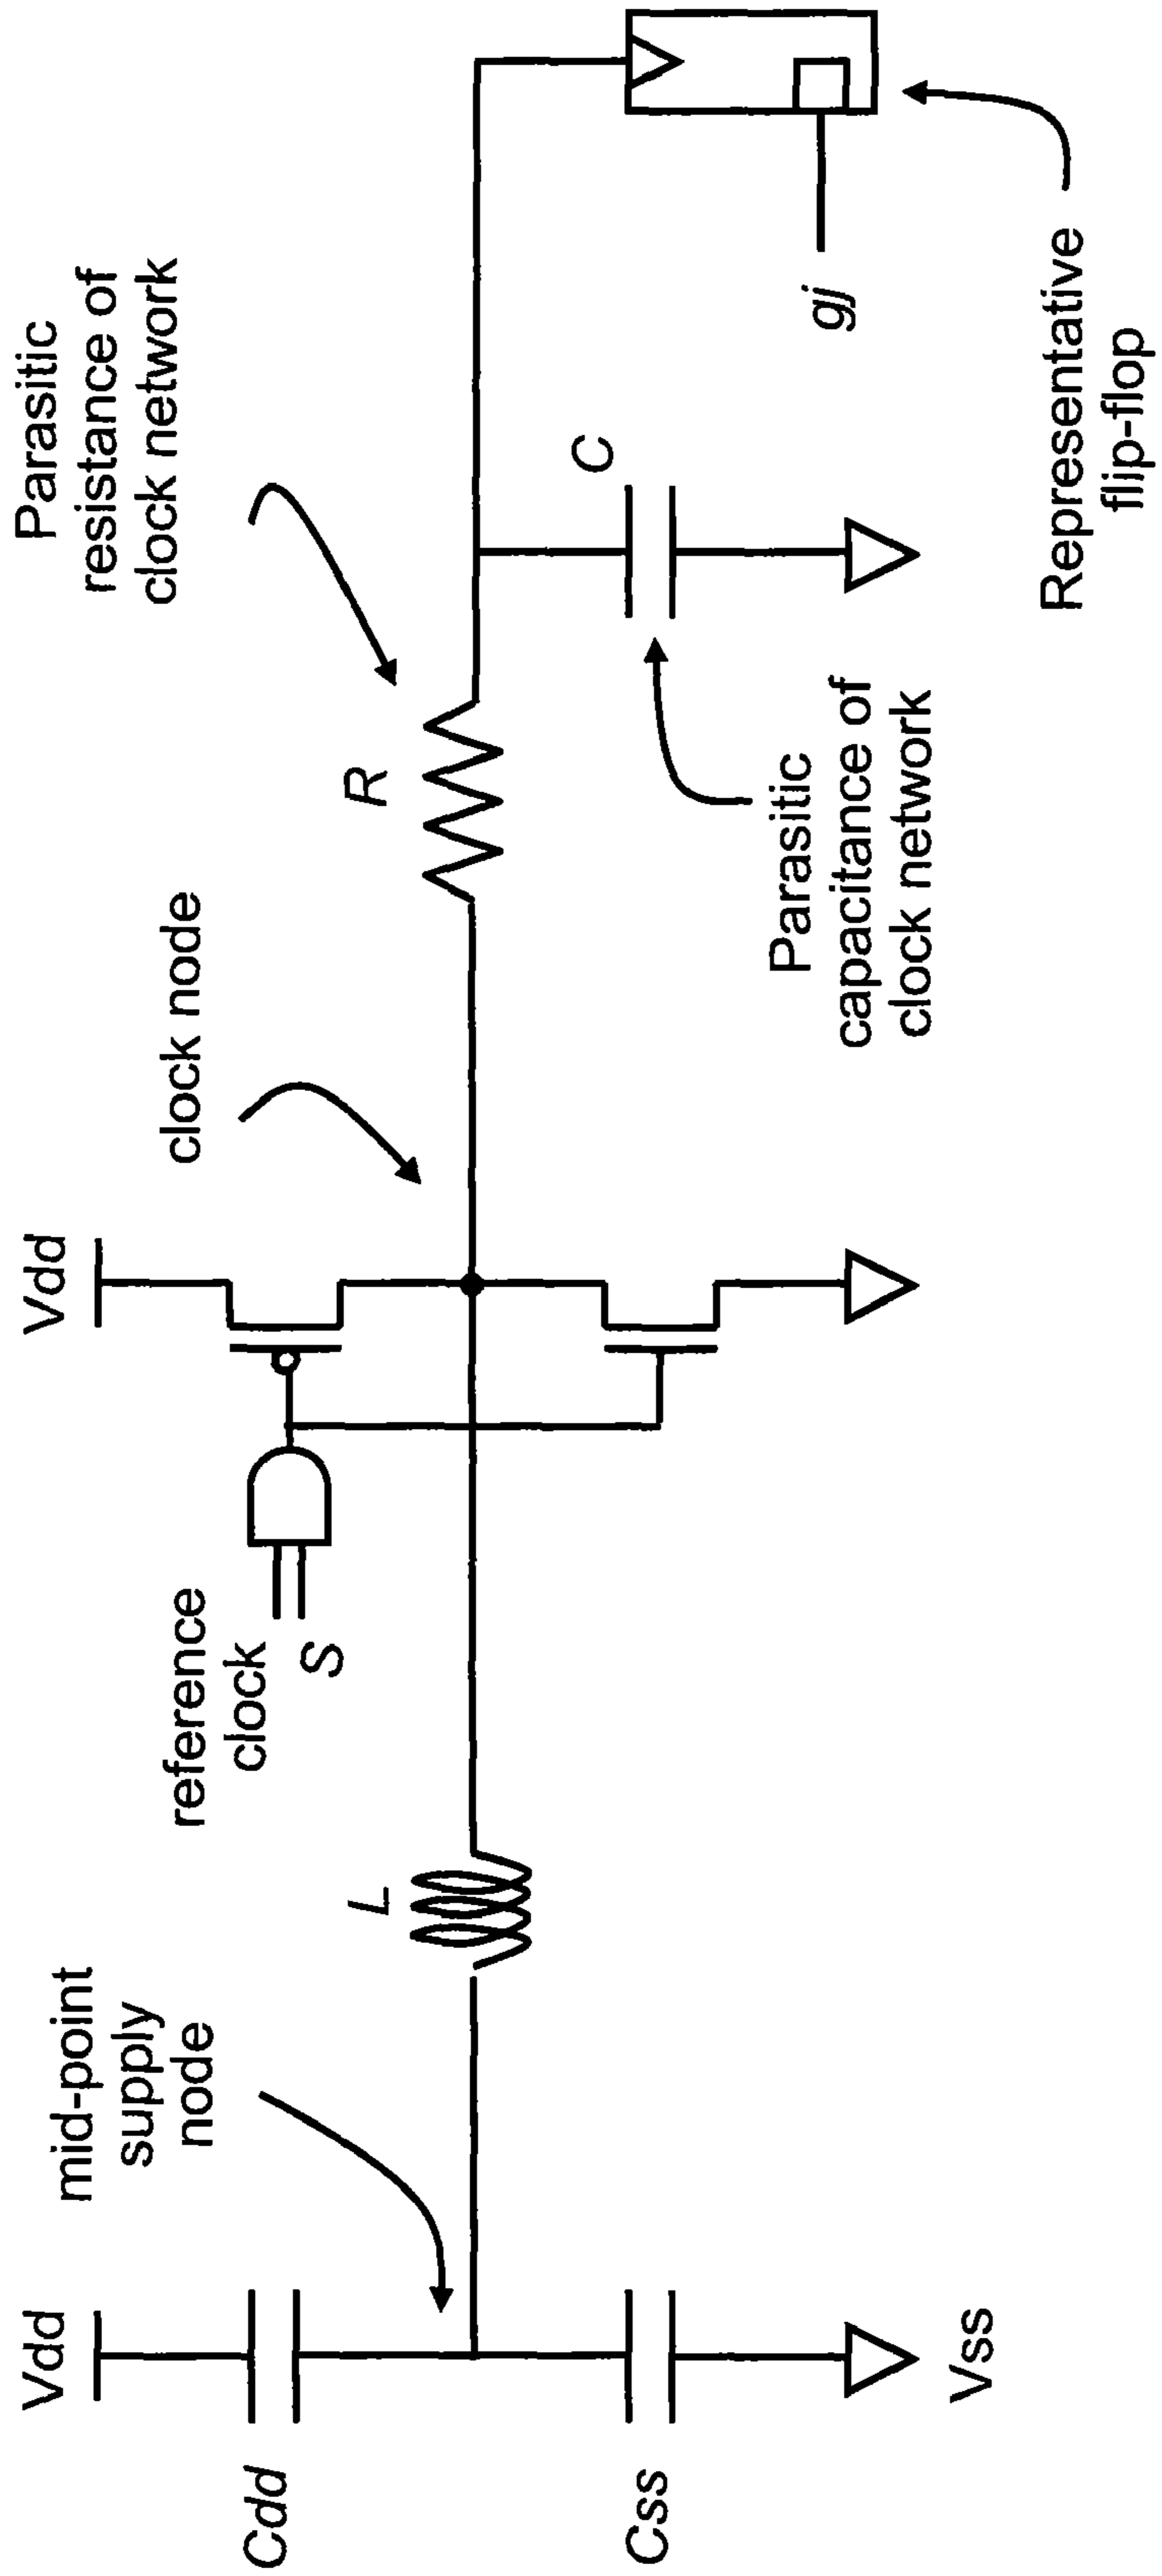 Vdd
Cdd
Css
Vss
mid-point
supply
node
L
reference
clock
S
Vdd
clock node
R
Parasitic
resistance of
clock network
C
Parasitic
capacitance of
clock network
gj
Representative
flip-flop